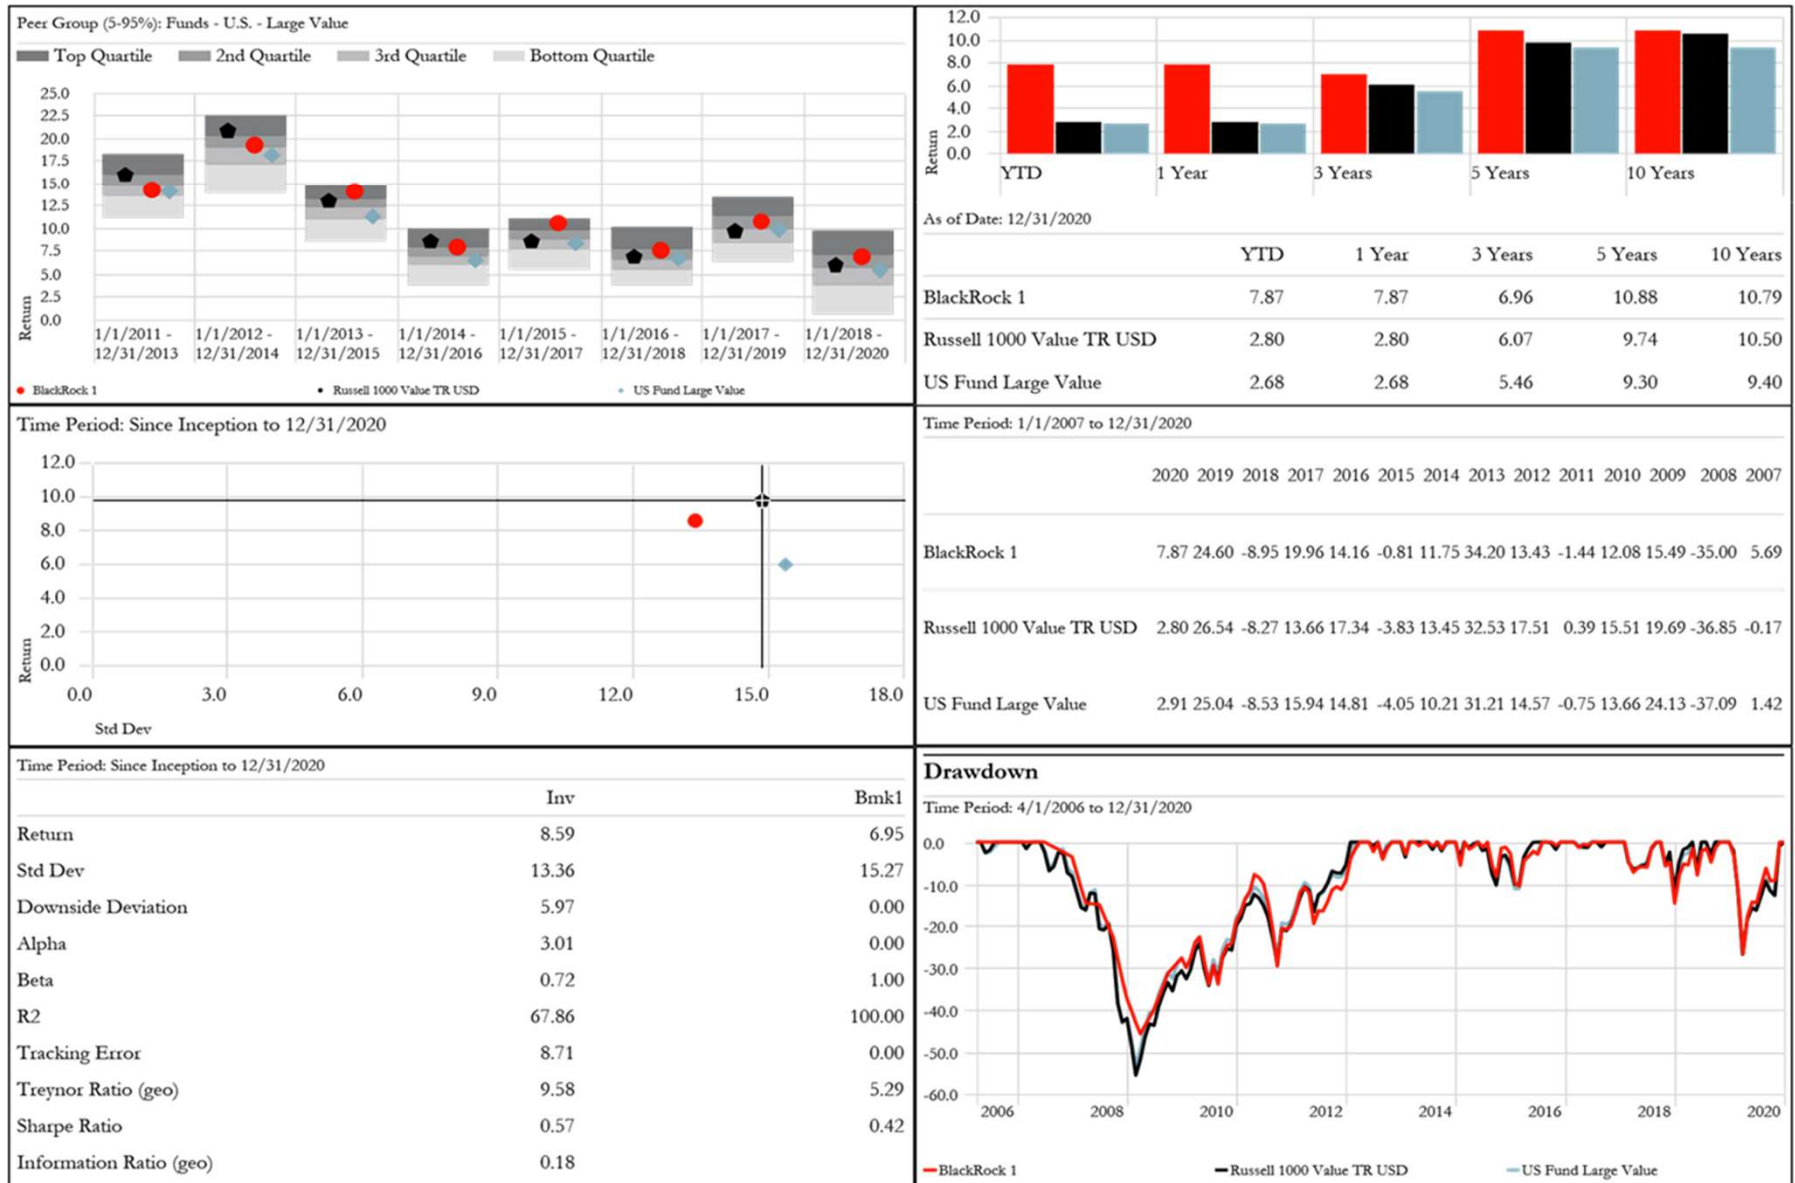 Peer Group (5-95%): Funds - U.S. - Large Value
Top Quartile 2nd Quartile 3rd Quartile Bottom Quartile
25.0
22.5
20.0
17.5
15.0
12.5
10.0
7.5
5.0
2.5
0.0
Return
1/1/2011 - 1/1/2012 - 1/1/2013 - 1/1/2014 - 1/1/2015 - 1/1/2016 - 1/1/2017 - 1/1/2018 -
12/31/2013 12/31/2014 12/31/2015 12/31/2016 12/31/2017 12/31/2018 12/31/2019 12/31/2020
BlackRock 1 Russell 1000 Value TR USD US Fund Large Value
12.0
10.0
8.0
6.0
4.0
2.0
0.0
Return
YTD 1 Year 3 Years 5 Years 10 Years
As of Date: 12/31/2020
YTD 1 Year 3 Years 5 Years 10 Years
BlackRock 1 7.87 7.87 6.96 10.88 10.79
Russell 1000 Value TR USD 2.80 2.80 6.07 9.74 10.50
US Fund Large Value 2.68 2.68 5.46 9.30 9.40
Time Period: Since Inception to 12/31/2020
12.0
10.0
8.0
6.0
4.0
2.0
0.0
Return
0.0 3.0 6.0 9.0 12.0 15.0 18.0
Std Dev
Time Period: 1/1/2007 to 12/31/2020
2020 2019 2018 2017 2016 2015 2014 2013 2012 2011 2010 2009 2008 2007
BlackRock 1 7.87 24.60 -8.95 19.96 14.16 -0.81 11.75 34.20 13.43 -1.44 12.08 15.49 -35.00 5.69
Russell 1000 Value TR USD 2.80 26.54 -8.27 13.66 17.34 -3.83 13.45 32.53 17.51 0.39 15.51 19.69 -36.85 -0.17
US Fund Large Value 2.91 25.04 -8.53 15.94 14.81 -4.05 10.21 31.21 14.57 -0.75 13.66 24.13 -37.09 1.42
Time Period: Since Inception to 12/31/2020
Inv Bmk1
Return 8.59 6.95
Std Dev 13.36 15.27
Downside Deviation 5.97 0.00
Alpha 3.01 0.00
Beta 0.72 1.00
R2 67.86 100.00
Tracking Error 8.71 0.00
Treynor Ratio (geo) 9.58 5.29
Sharpe Ratio 0.57 0.42
Information Ratio (geo) 0.18
Drawdown
Time Period: 4/1/2006 to 12/31/2020
0.0
-10.0
-20.0
-30.0
-40.0
-50.0
-60.0
2006 2008 2010 2012 2014 2016 2018 2020
BlackRock 1 Russell 1000 Value TR USD US Fund Large Value